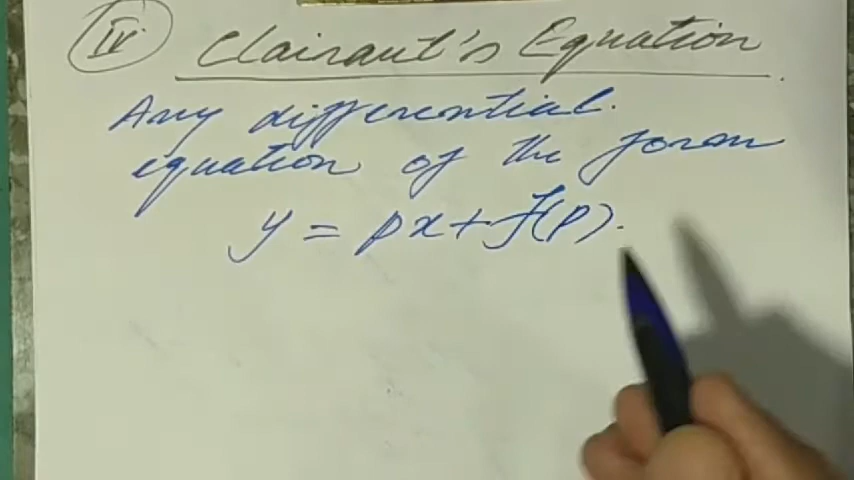 IV Clairaut's Equation
Any differential
equation of the form
y = px + f(p).